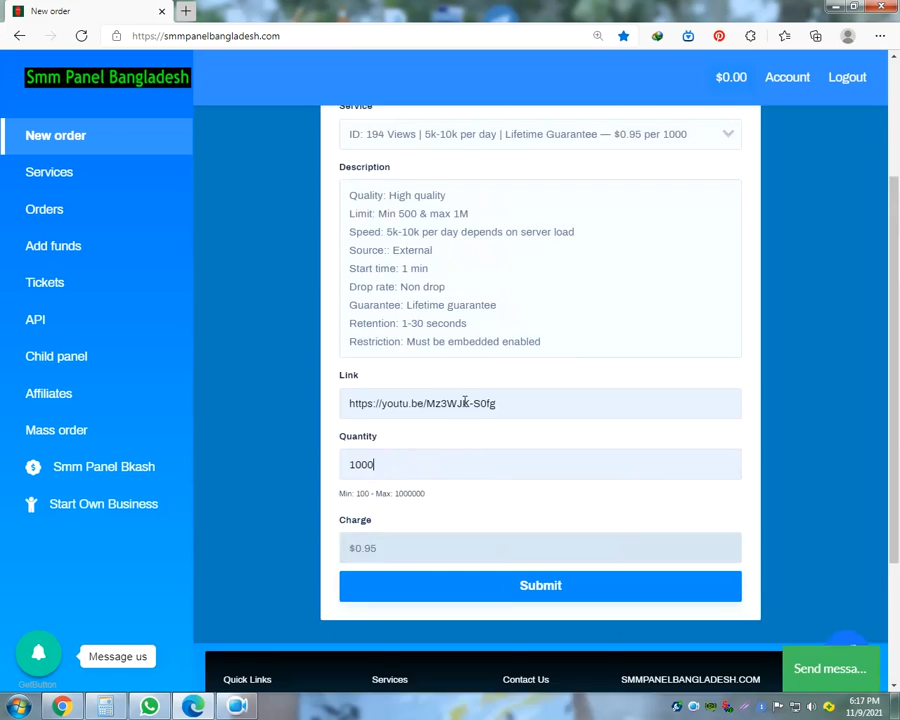 New order
https://smmpanelbangladesh.com
Smm Panel Bangladesh
$0.00
Account
Logout
New order
Services
Orders
Add funds
Tickets
API
Child panel
Affiliates
Mass order
Smm Panel Bkash
Start Own Business
Service
ID: 194 Views | 5k-10k per day | Lifetime Guarantee — $0.95 per 1000
Description
Quality: High quality
Limit: Min 500 & max 1M
Speed: 5k-10k per day depends on server load
Source:: External
Start time: 1 min
Drop rate: Non drop
Guarantee: Lifetime guarantee
Retention: 1-30 seconds
Restriction: Must be embedded enabled
Link
https://youtu.be/Mz3WJK-S0fg
Quantity
1000
Min: 100 - Max: 1000000
Charge
$0.95
Submit
Message us
GetButton
Send messa...
Quick Links
Services
Contact Us
SMMPANELBANGLADESH.COM
6:17 PM
11/9/2021